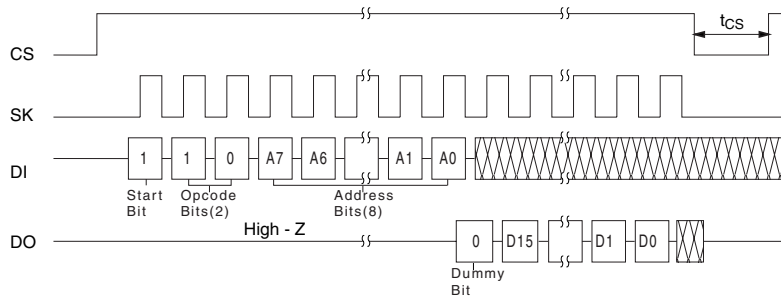 tCS
CS
SK
DI
1 1 0 A7 A6 A1 A0
Start Bit
Opcode Bits(2)
Address Bits(8)
High - Z
DO
0 D15 D1 D0
Dummy Bit